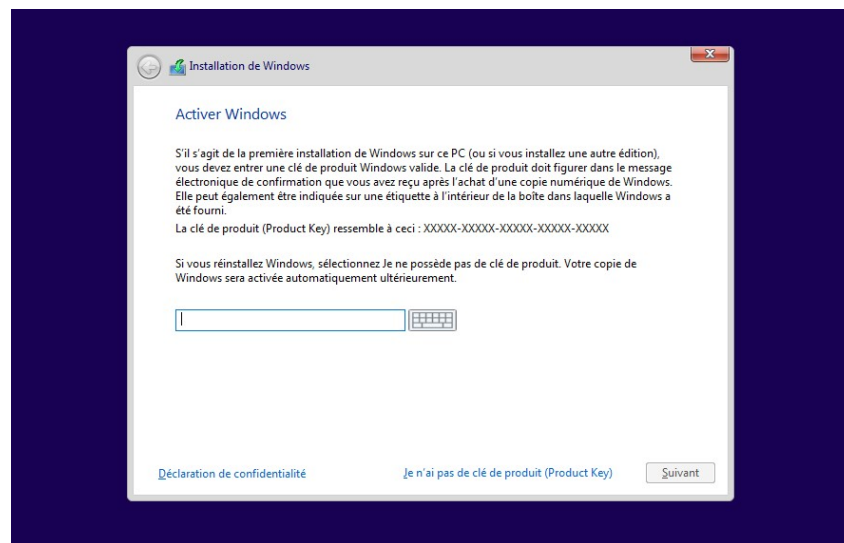 Installation de Windows
Activer Windows
S'il s'agit de la première installation de Windows sur ce PC (ou si vous installez une autre édition),
vous devez entrer une clé de produit Windows valide. La clé de produit doit figurer dans le message
électronique de confirmation que vous avez reçu après l'achat d'une copie numérique de Windows.
Elle peut également être indiquée sur une étiquette à l'intérieur de la boîte dans laquelle Windows a
été fourni.
La clé de produit (Product Key) ressemble à ceci : XXXXX-XXXXX-XXXXX-XXXXX-XXXXX
Si vous réinstallez Windows, sélectionnez Je ne possède pas de clé de produit. Votre copie de
Windows sera activée automatiquement ultérieurement.
Déclaration de confidentialité
Je n'ai pas de clé de produit (Product Key)
Suivant